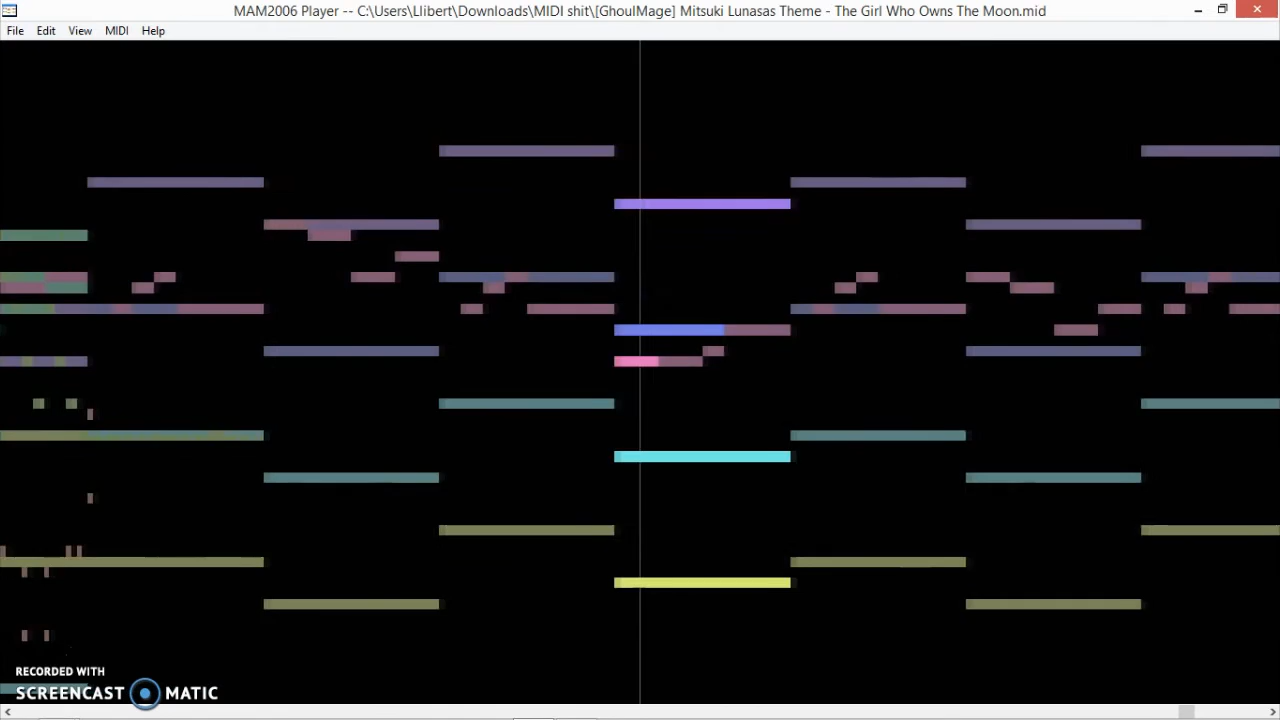 MAM2006 Player -- C:\Users\Llibert\Downloads\MIDI shit\[GhoulMage] Mitsuki Lunasas Theme - The Girl Who Owns The Moon.mid
File Edit View MIDI Help
RECORDED WITH
SCREENCAST MATIC